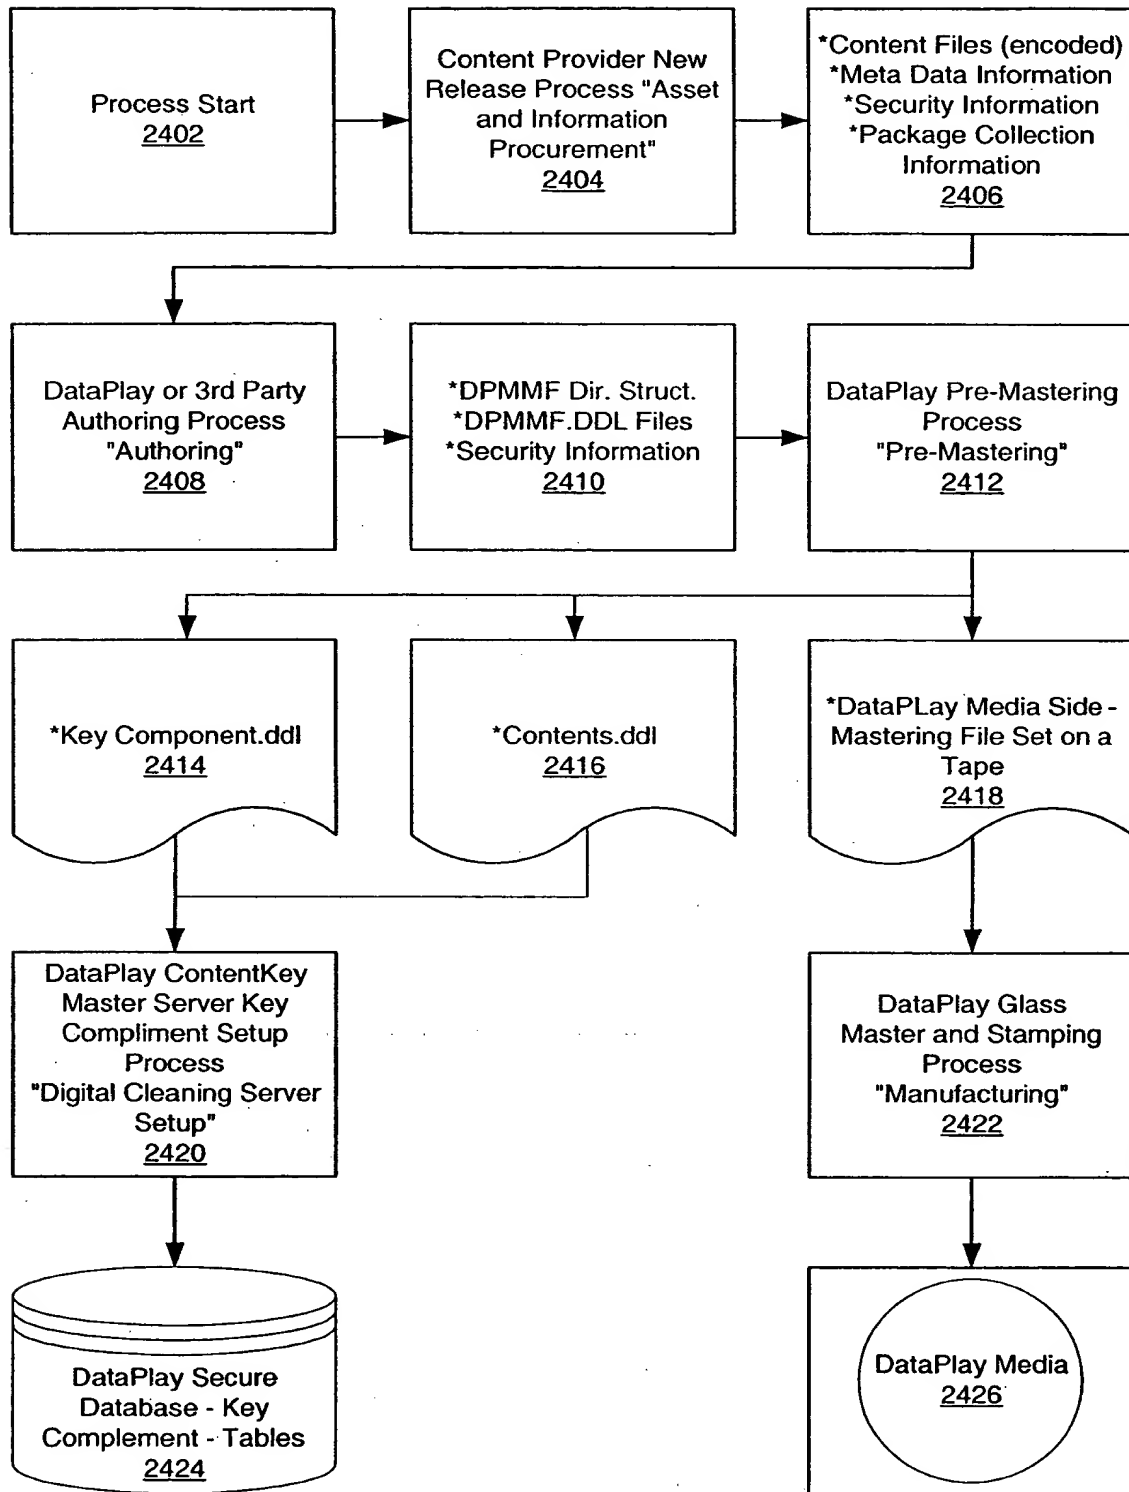 Process Start
2402
Content Provider New
Release Process "Asset
and Information
Procurement"
2404
*Content Files (encoded)
*Meta Data Information
*Security Information
*Package Collection
Information
2406
DataPlay or 3rd Party
Authoring Process
"Authoring"
2408
*DPMMF Dir. Struct.
*DPMMF.DDL Files
*Security Information
2410
DataPlay Pre-Mastering
Process
"Pre-Mastering"
2412
*Key Component.ddl
2414
*Contents.ddl
2416
*DataPLay Media Side -
Mastering File Set on a
Tape
2418
DataPlay ContentKey
Master Server Key
Compliment Setup
Process
"Digital Cleaning Server
Setup"
2420
DataPlay Glass
Master and Stamping
Process
"Manufacturing"
2422
DataPlay Secure
Database - Key
Complement - Tables
2424
DataPlay Media
2426